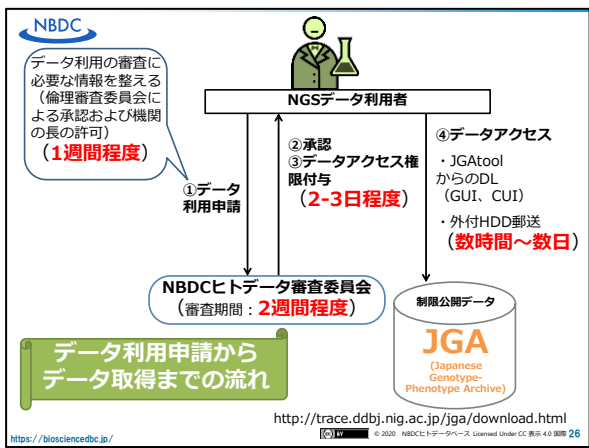 NBDC
データ利用の審査に
必要な情報を整える
（倫理審査委員会に
よる承認および機関
の長の許可）
（1週間程度）
NGSデータ利用者
①データ
利用申請
②承認
③データアクセス権
限付与
（2-3日程度）
④データアクセス
・JGAtool
からのDL
（GUI、CUI）
・外付HDD郵送
（数時間～数日）
NBDCヒトデータ審査委員会
（審査期間：2週間程度）
制限公開データ
JGA
(Japanese
Genotype-
Phenotype Archive)
データ利用申請から
データ取得までの流れ
http://trace.ddbj.nig.ac.jp/jga/download.html
https://biosciencedbc.jp/
(cc) BY © 2020 NBDCヒトデータベース Licensed Under CC 表示 4.0 国際 26